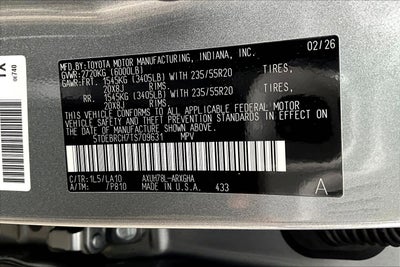 MFD.BY:TOYOTA MOTOR MANUFACTURING, INDIANA, INC. 02/26
GVWR:2720KG (6000LB)
GAWR:FRT. 1545KG (3405LB)WITH 235/55R20 TIRES,
20X8J RIMS,
RR. 1545KG (3405LB)WITH 235/55R20 TIRES,
20X8J RIMS.
THIS VEHICLE CONFORMS TO ALL APPLICABLE FEDERAL MOTOR
VEHICLE SAFETY AND THEFT PREVENTION STANDARDS IN EFFECT
ON THE DATE OF MANUFACTURE SHOWN ABOVE.
MPV
C/TR:1L5/LA10 AXUH78L-ARXGHA
A/TM: /P810 MADE IN U.S.A. 433 A
TX